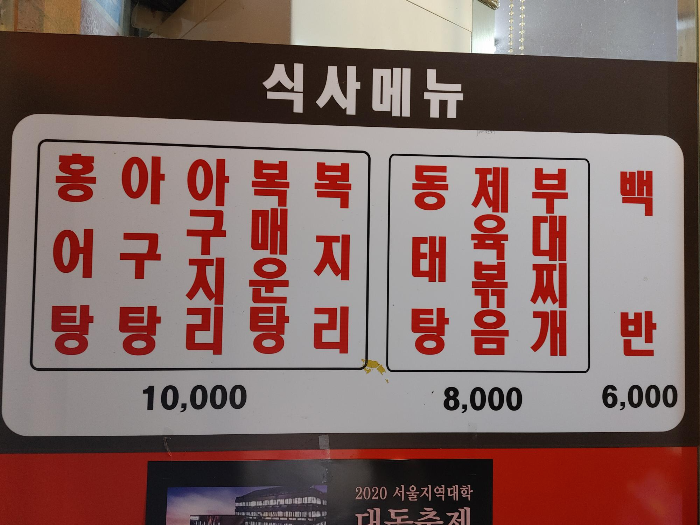 식사메뉴
홍어탕
아구탕
아구지리
복매운탕
복지리
동태탕
제육볶음
부대찌개
백반
10,000
8,000
6,000
2020 서울지역대학
대동축제